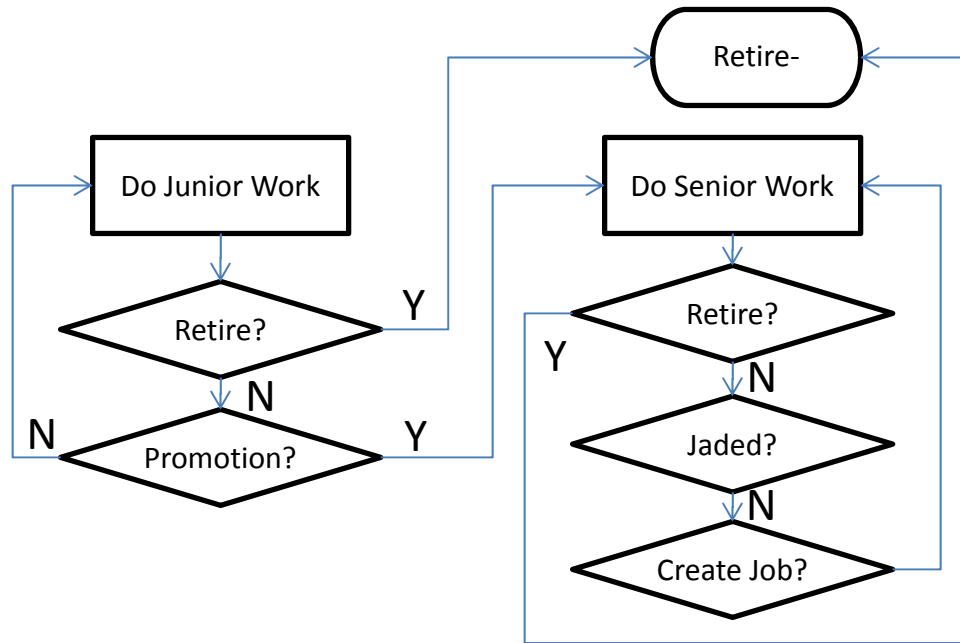 Retire-
Do Junior Work
Do Senior Work
Retire?
Y
Retire?
Y
N
N
N
Promotion?
Y
Jaded?
N
Create Job?